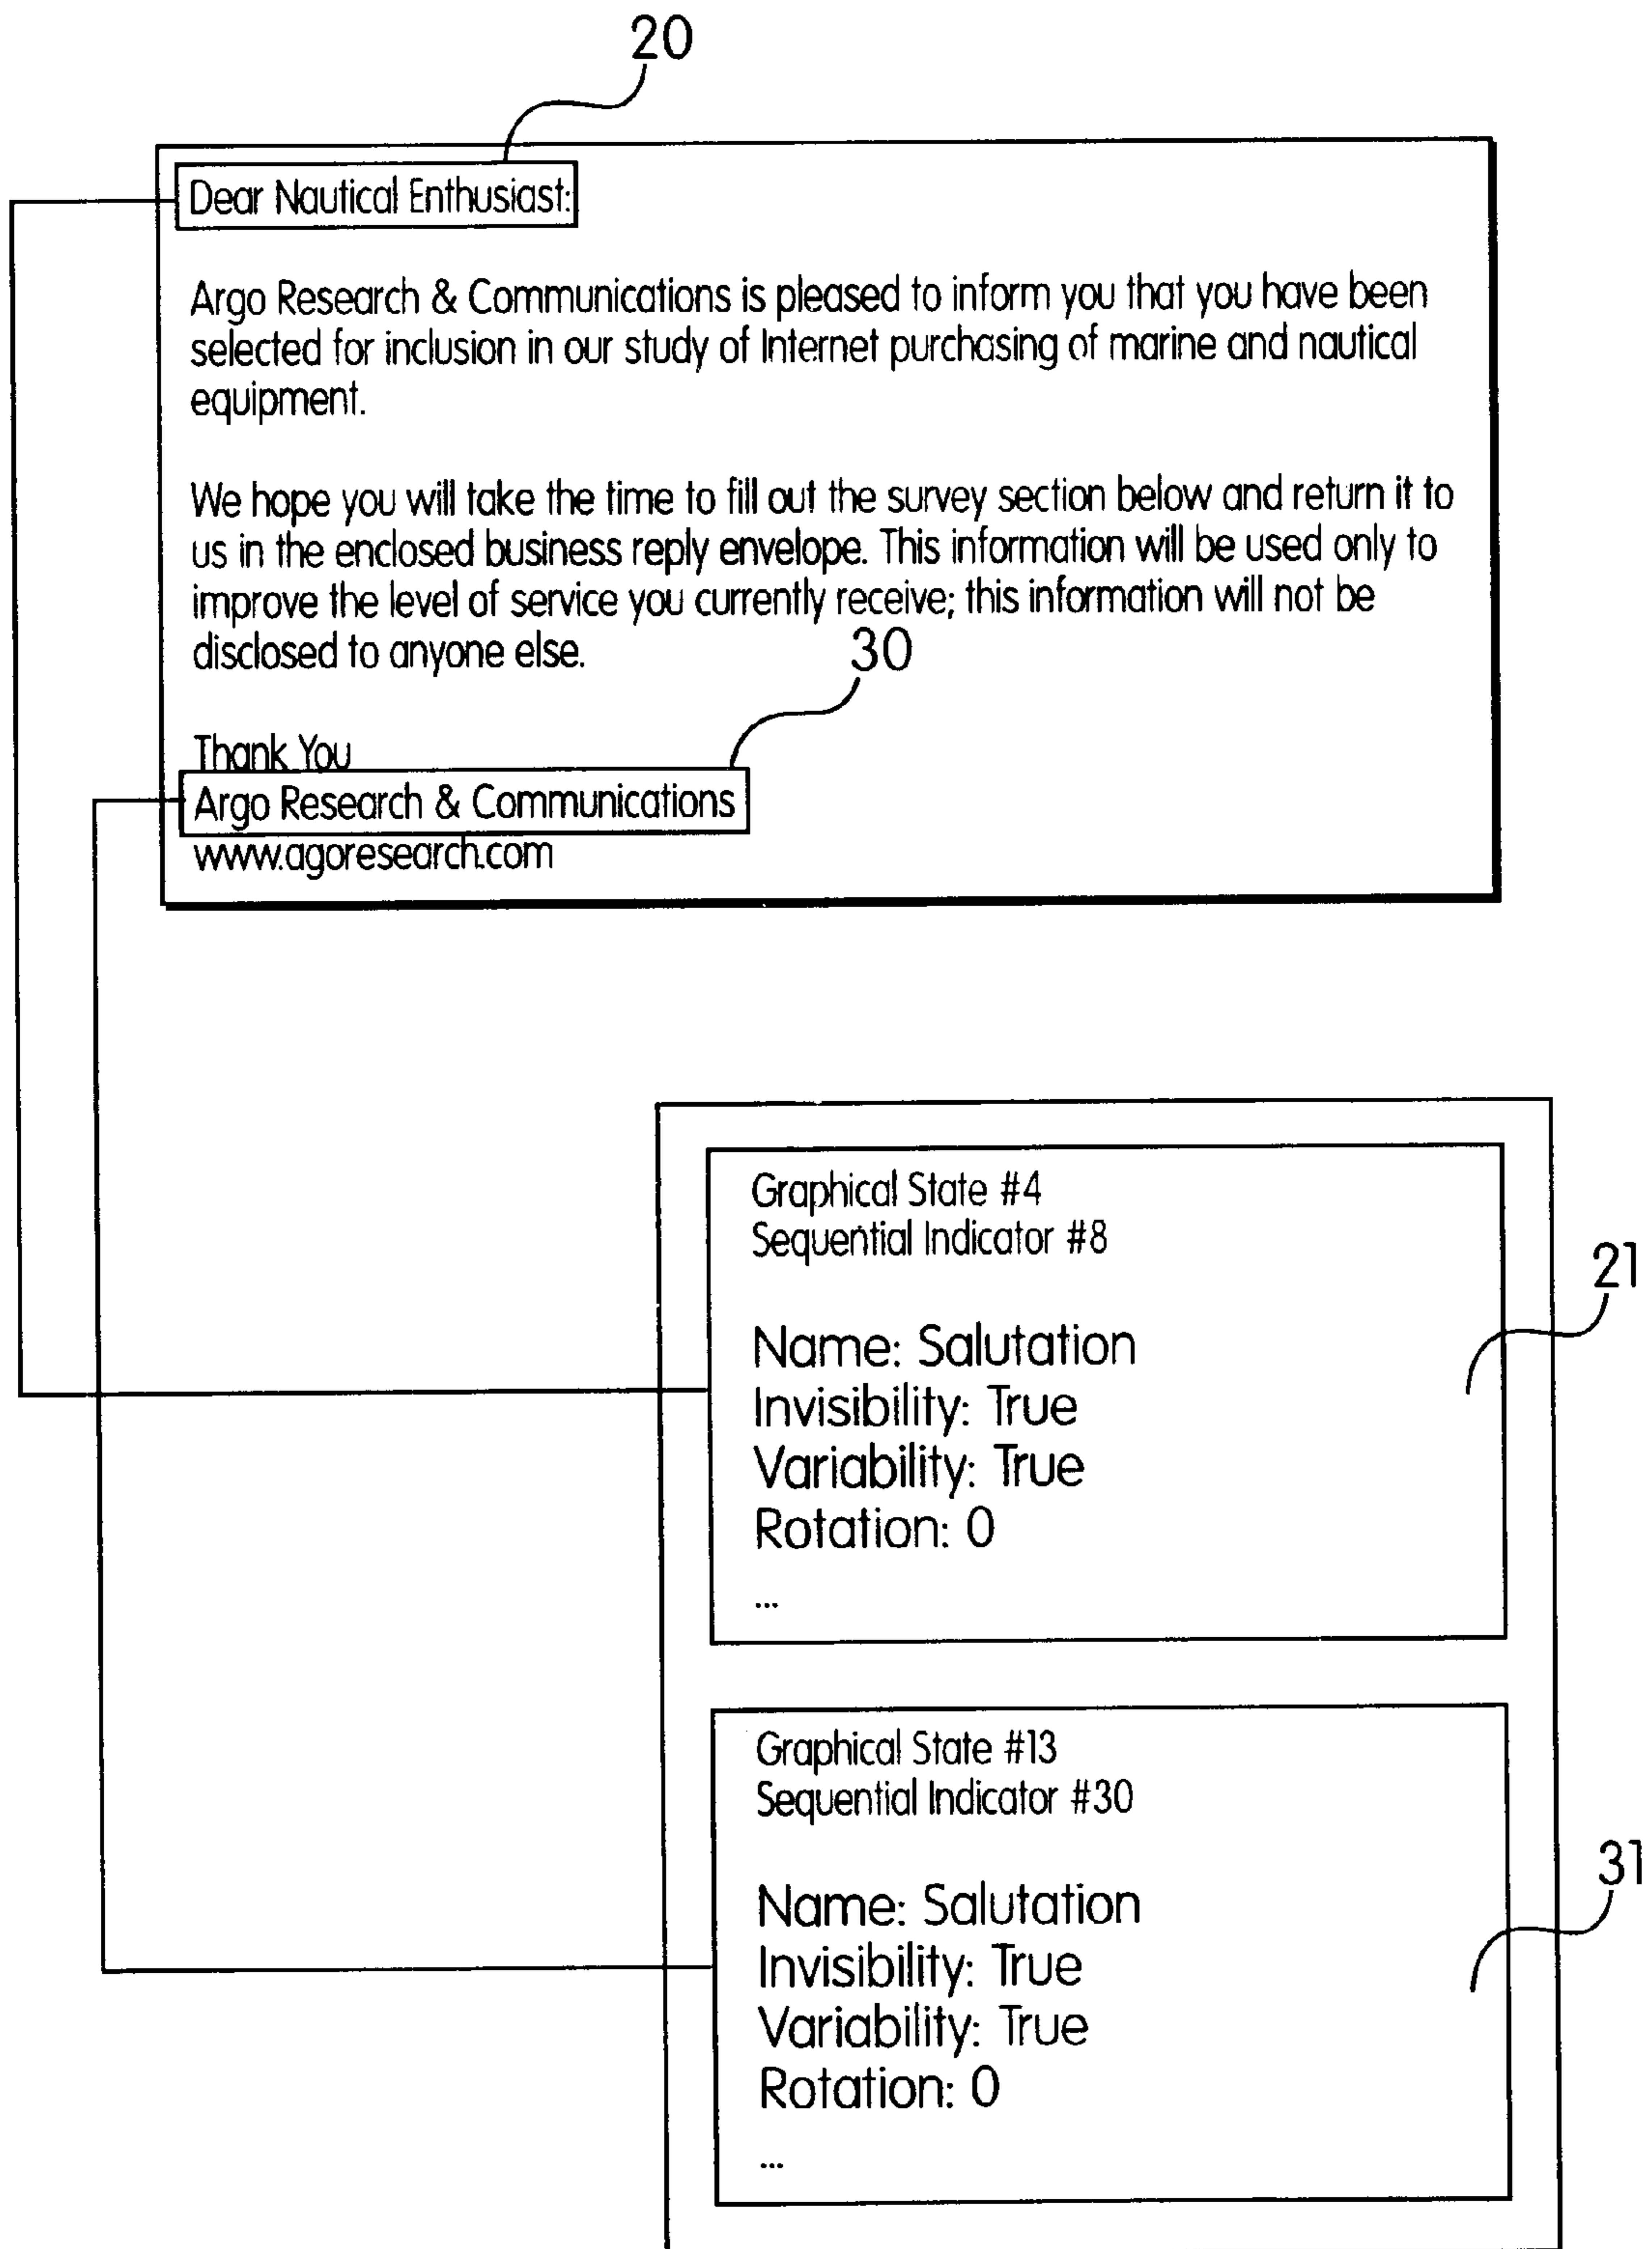 20
Dear Nautical Enthusiast:
Argo Research & Communications is pleased to inform you that you have been
selected for inclusion in our study of Internet purchasing of marine and nautical
equipment.
We hope you will take the time to fill out the survey section below and return it to
us in the enclosed business reply envelope. This information will be used only to
improve the level of service you currently receive; this information will not be
disclosed to anyone else.
30
Thank You
Argo Research & Communications
www.agoresearch.com
Graphical State #4
Sequential Indicator #8
21
Name: Salutation
Invisibility: True
Variability: True
Rotation: 0
...
Graphical State #13
Sequential Indicator #30
31
Name: Salutation
Invisibility: True
Variability: True
Rotation: 0
...